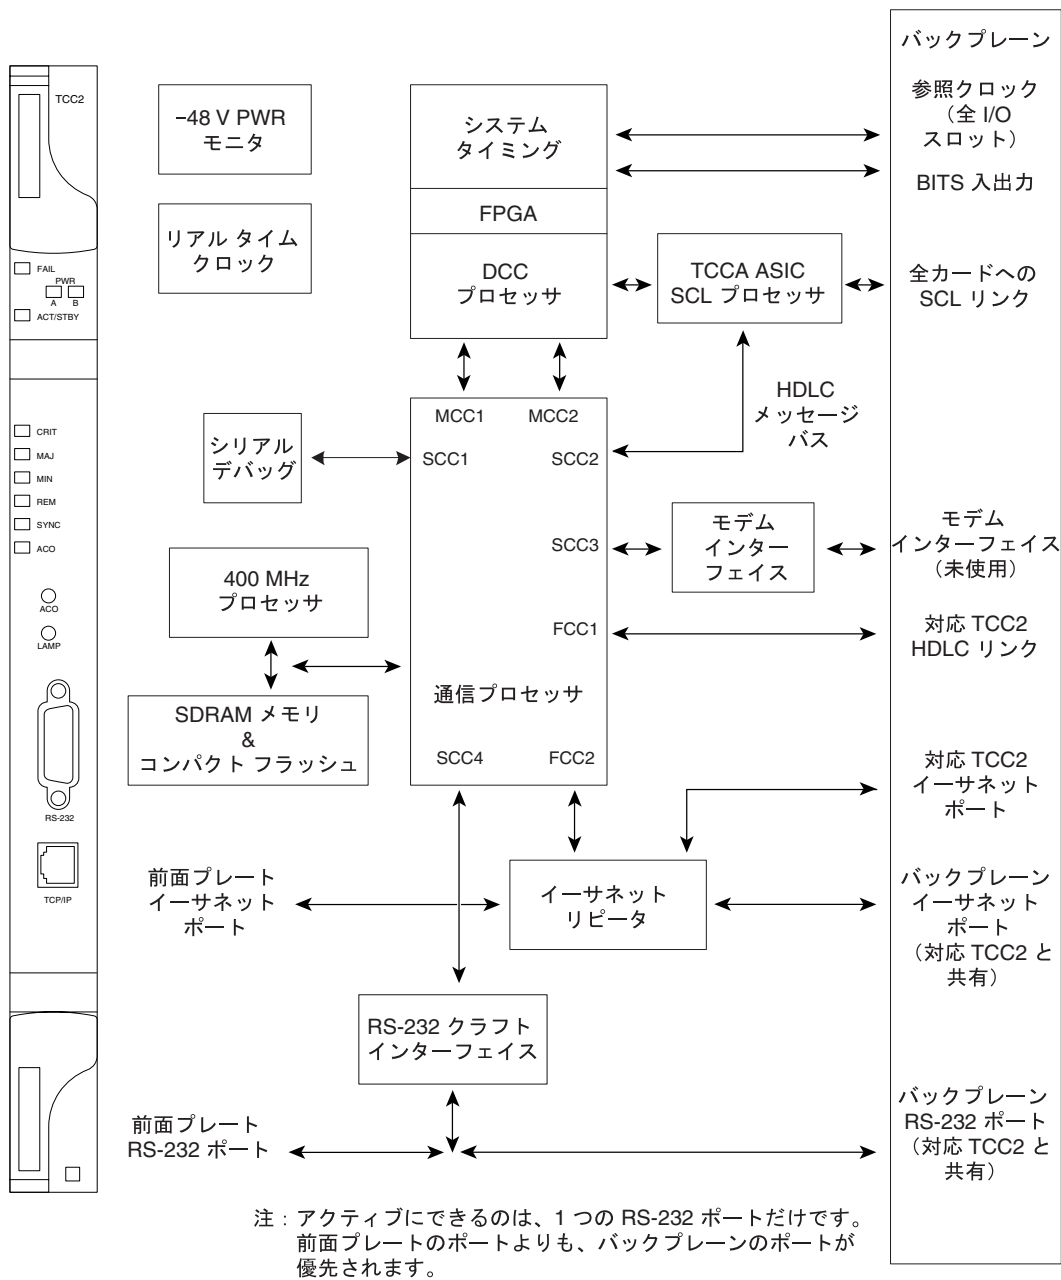 TCC2
FAIL
PWR
A B
ACT/STBY
CRIT
MAJ
MIN
REM
SYNC
ACO
ACO
LAMP
RS-232
TCP/IP
−48 V PWR
モニタ
リアル タイム
クロック
システム
タイミング
FPGA
DCC
プロセッサ
TCCA ASIC
SCL プロセッサ
HDLC
メッセージ
バス
シリアル
デバッグ
MCC1
MCC2
SCC1
SCC2
SCC3
FCC1
通信プロセッサ
SCC4
FCC2
モデム
インター
フェイス
400 MHz
プロセッサ
SDRAM メモリ
&
コンパクト フラッシュ
前面プレート
イーサネット
ポート
イーサネット
リピータ
RS-232 クラフト
インターフェイス
前面プレート
RS-232 ポート
バックプレーン
参照クロック
（全 I/O
スロット）
BITS 入出力
全カードへの
SCL リンク
モデム
インターフェイス
（未使用）
対応 TCC2
HDLC リンク
対応 TCC2
イーサネット
ポート
バックプレーン
イーサネット
ポート
（対応 TCC2 と
共有）
バックプレーン
RS-232 ポート
（対応 TCC2 と
共有）
注：アクティブにできるのは、1 つの RS-232 ポートだけです。
前面プレートのポートよりも、バックプレーンのポートが
優先されます。